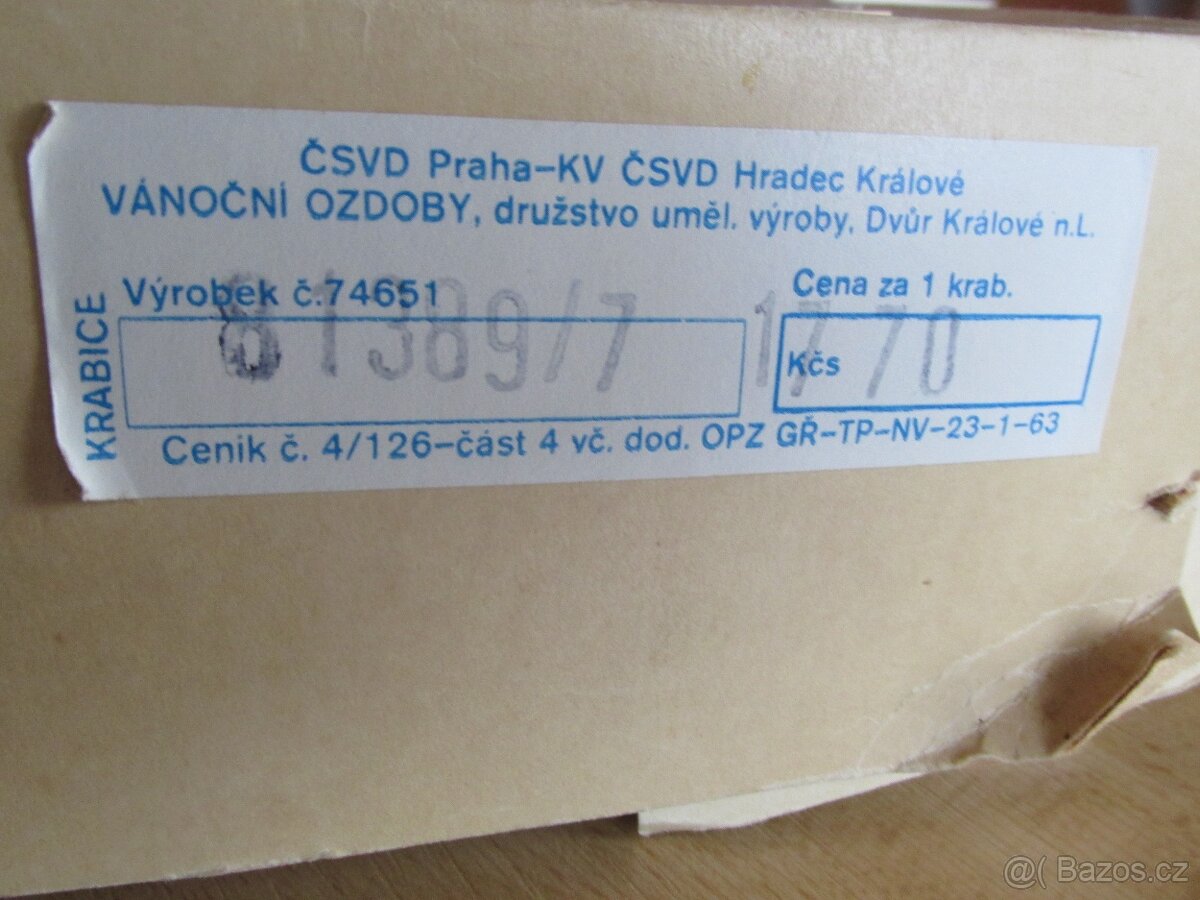 ČSVD Praha–KV ČSVD Hradec Králové
VÁNOČNÍ OZDOBY, družstvo uměl. výroby, Dvůr Králové n.L.
KRABICE
Výrobek č.74651
Cena za 1 krab.
81389/7
Kčs 17 70
Ceník č. 4/126–část 4 vč. dod. OPZ GŘ–TP–NV–23–1–63
@( Bazos.cz